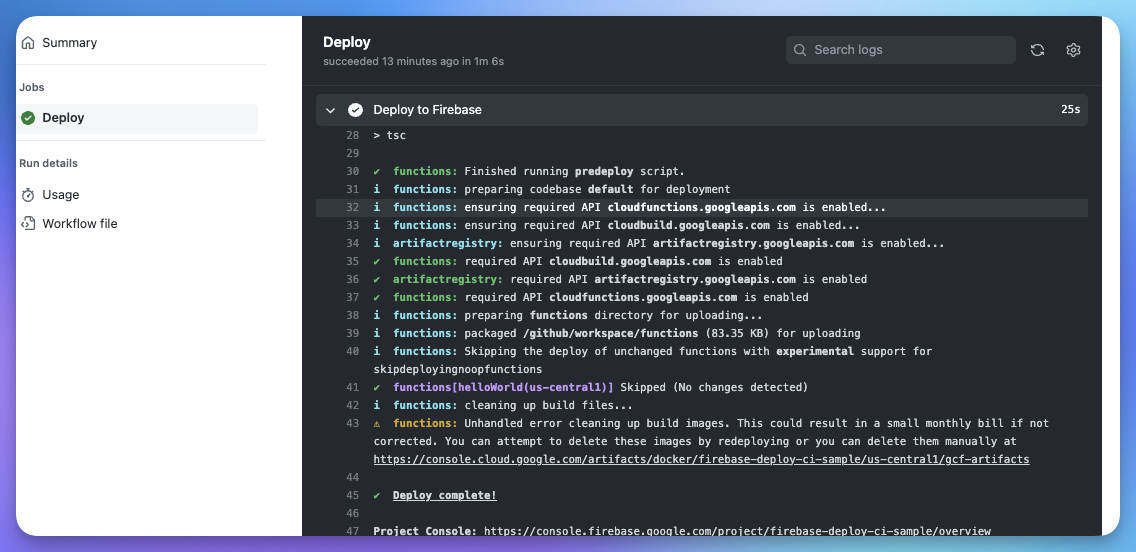 Summary
Jobs
Deploy
Run details
Usage
Workflow file
Deploy
succeeded 13 minutes ago in 1m 6s
Search logs
Deploy to Firebase
25s
28 > tsc
29
30 ✔ functions: Finished running predeploy script.
31 i functions: preparing codebase default for deployment
32 i functions: ensuring required API cloudfunctions.googleapis.com is enabled...
33 i functions: ensuring required API cloudbuild.googleapis.com is enabled...
34 i artifactregistry: ensuring required API artifactregistry.googleapis.com is enabled...
35 ✔ functions: required API cloudbuild.googleapis.com is enabled
36 ✔ artifactregistry: required API artifactregistry.googleapis.com is enabled
37 ✔ functions: required API cloudfunctions.googleapis.com is enabled
38 i functions: preparing functions directory for uploading...
39 i functions: packaged /github/workspace/functions (83.35 KB) for uploading
40 i functions: Skipping the deploy of unchanged functions with experimental support for
skipdeployingnoopfunctions
41 ✔ functions[helloWorld(us-central1)] Skipped (No changes detected)
42 i functions: cleaning up build files...
43 ⚠ functions: Unhandled error cleaning up build images. This could result in a small monthly bill if not
corrected. You can attempt to delete these images by redeploying or you can delete them manually at
https://console.cloud.google.com/artifacts/docker/firebase-deploy-ci-sample/us-central1/gcf-artifacts
44
45 ✔ Deploy complete!
46
47 Project Console: https://console.firebase.google.com/project/firebase-deploy-ci-sample/overview